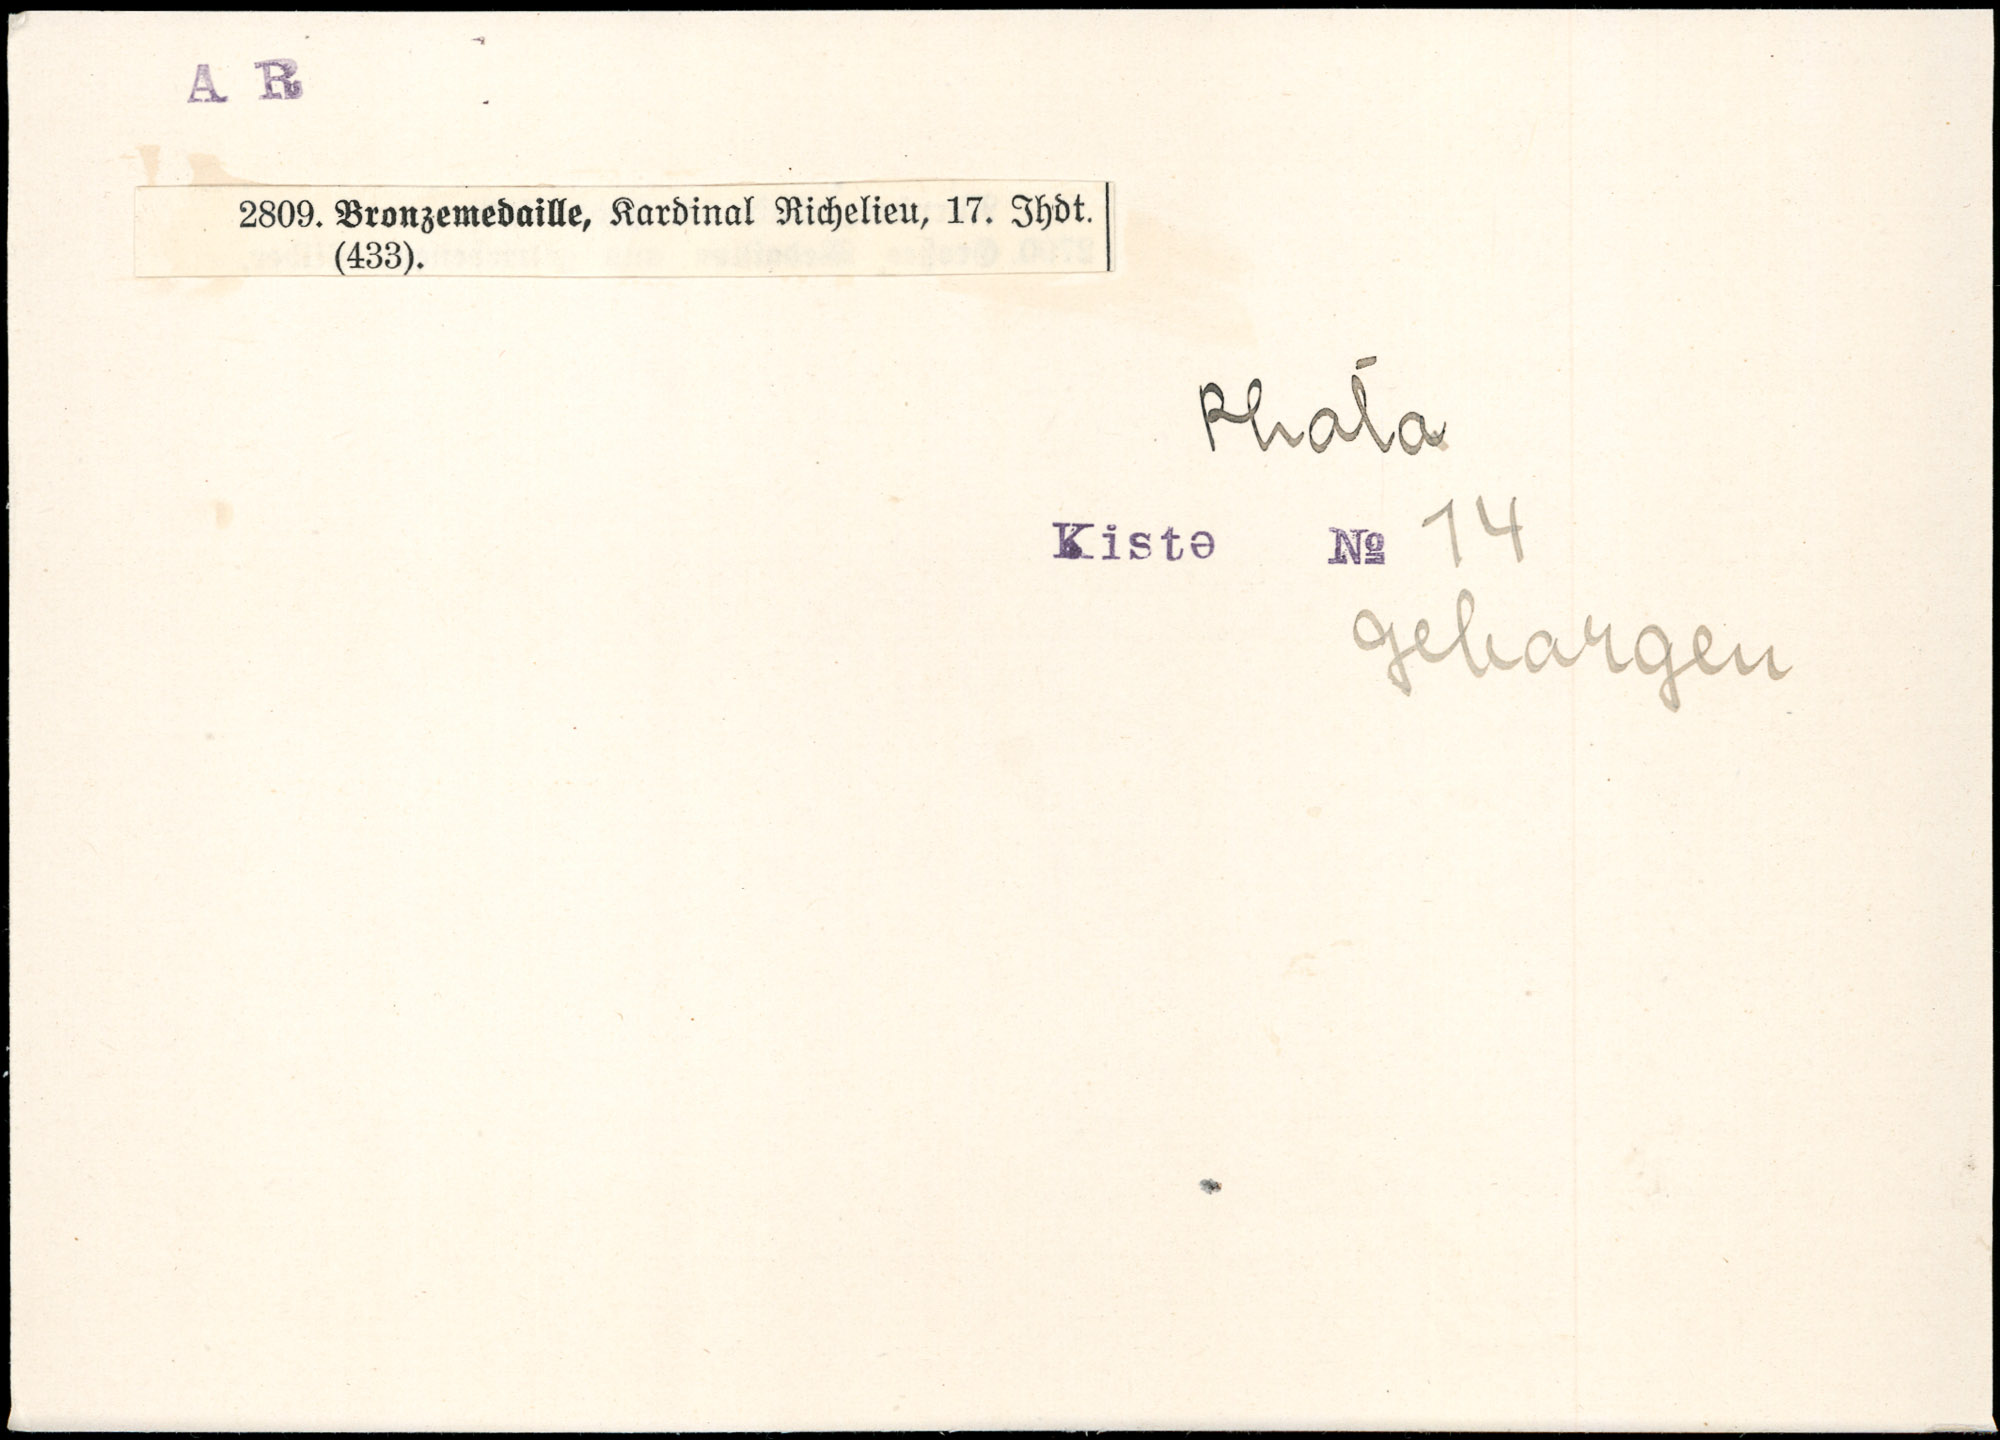 A R
2809. Bronzemedaille, Kardinal Richelieu, 17. Jhdt.
(433).
Photo
Kiste № 14
geborgen